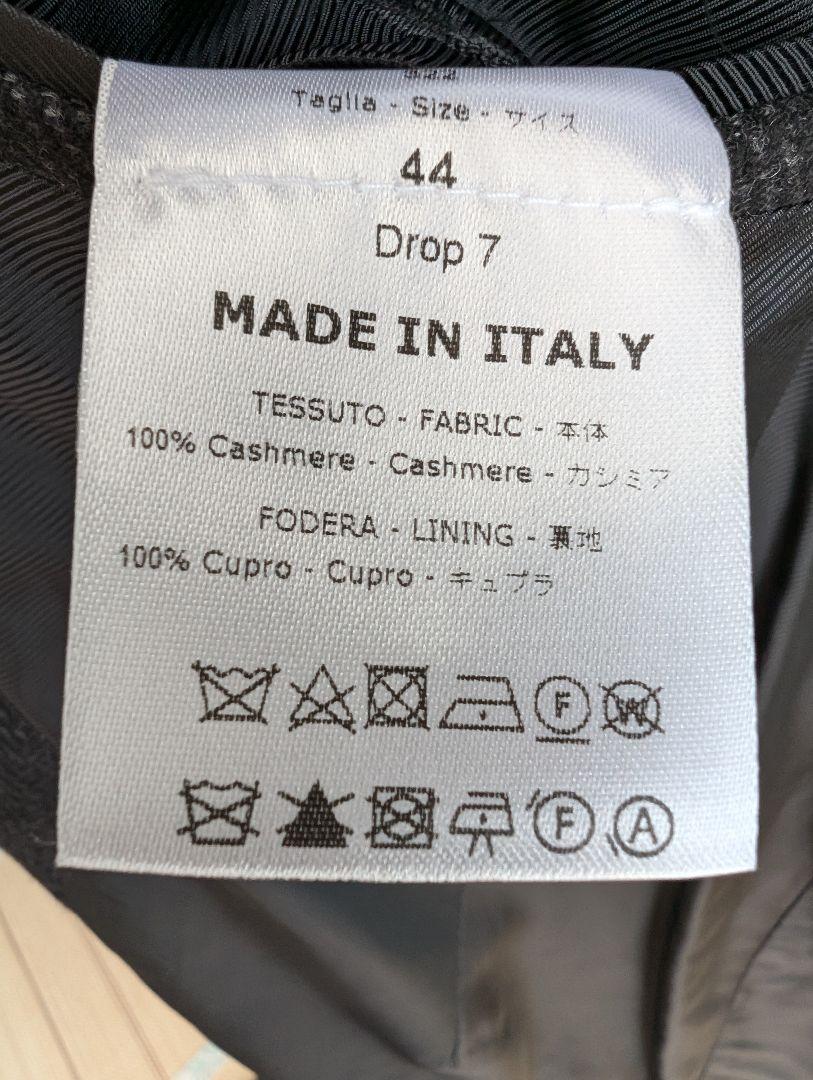 Taglia - Size - サイズ
44
Drop 7
MADE IN ITALY
TESSUTO - FABRIC - 本体
100% Cashmere - Cashmere - カシミア
FODERA - LINING - 裏地
100% Cupro - Cupro - キュプラ
F W
F A